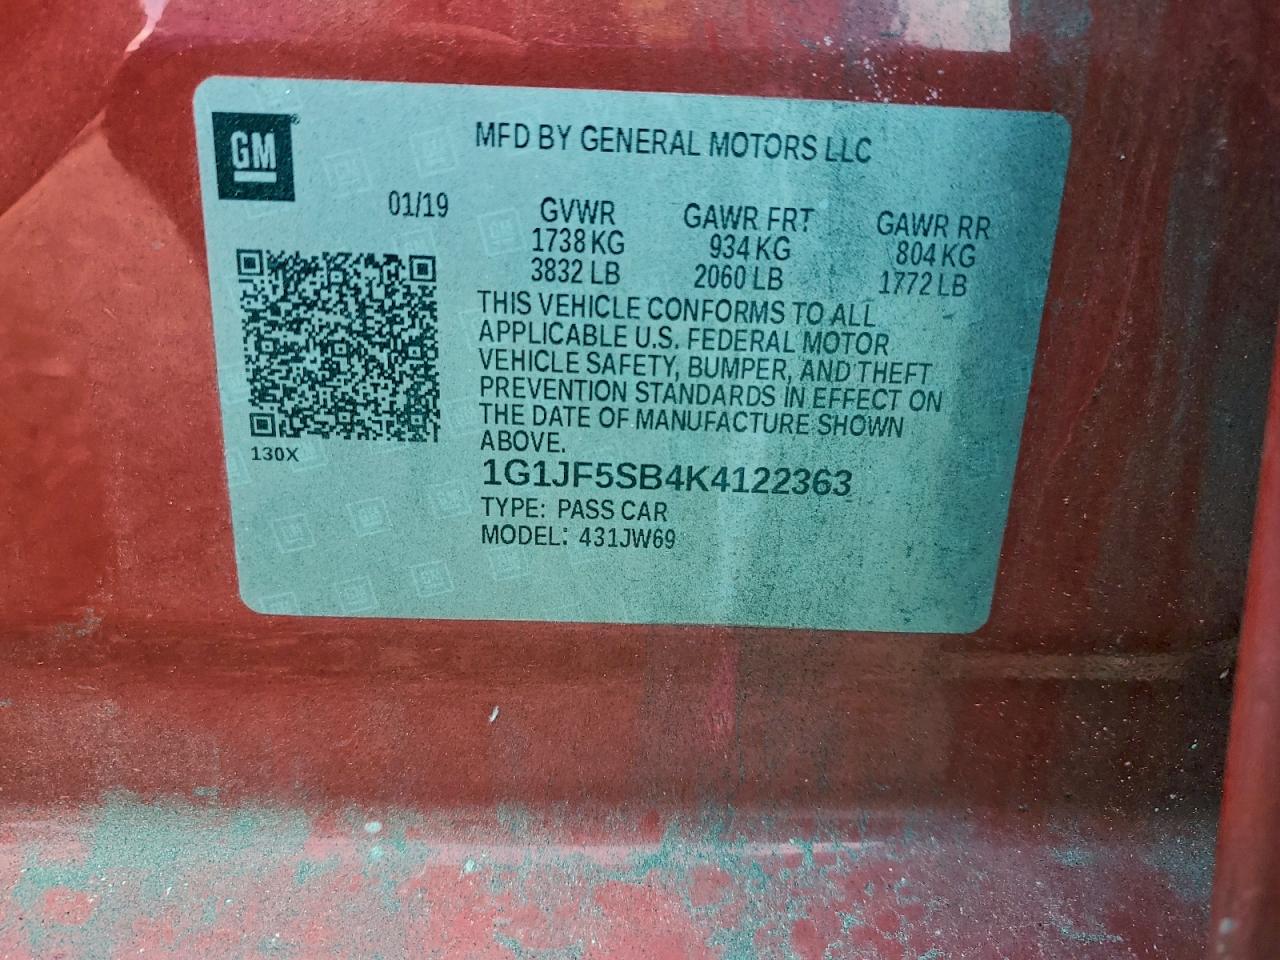 GM
MFD BY GENERAL MOTORS LLC
01/19
GVWR GAWR FRT GAWR RR
1738 KG 934 KG 804 KG
3832 LB 2060 LB 1772 LB
THIS VEHICLE CONFORMS TO ALL
APPLICABLE U.S. FEDERAL MOTOR
VEHICLE SAFETY, BUMPER, AND THEFT
PREVENTION STANDARDS IN EFFECT ON
THE DATE OF MANUFACTURE SHOWN
ABOVE.
130X
1G1JF5SB4K4122363
TYPE: PASS CAR
MODEL: 431JW69